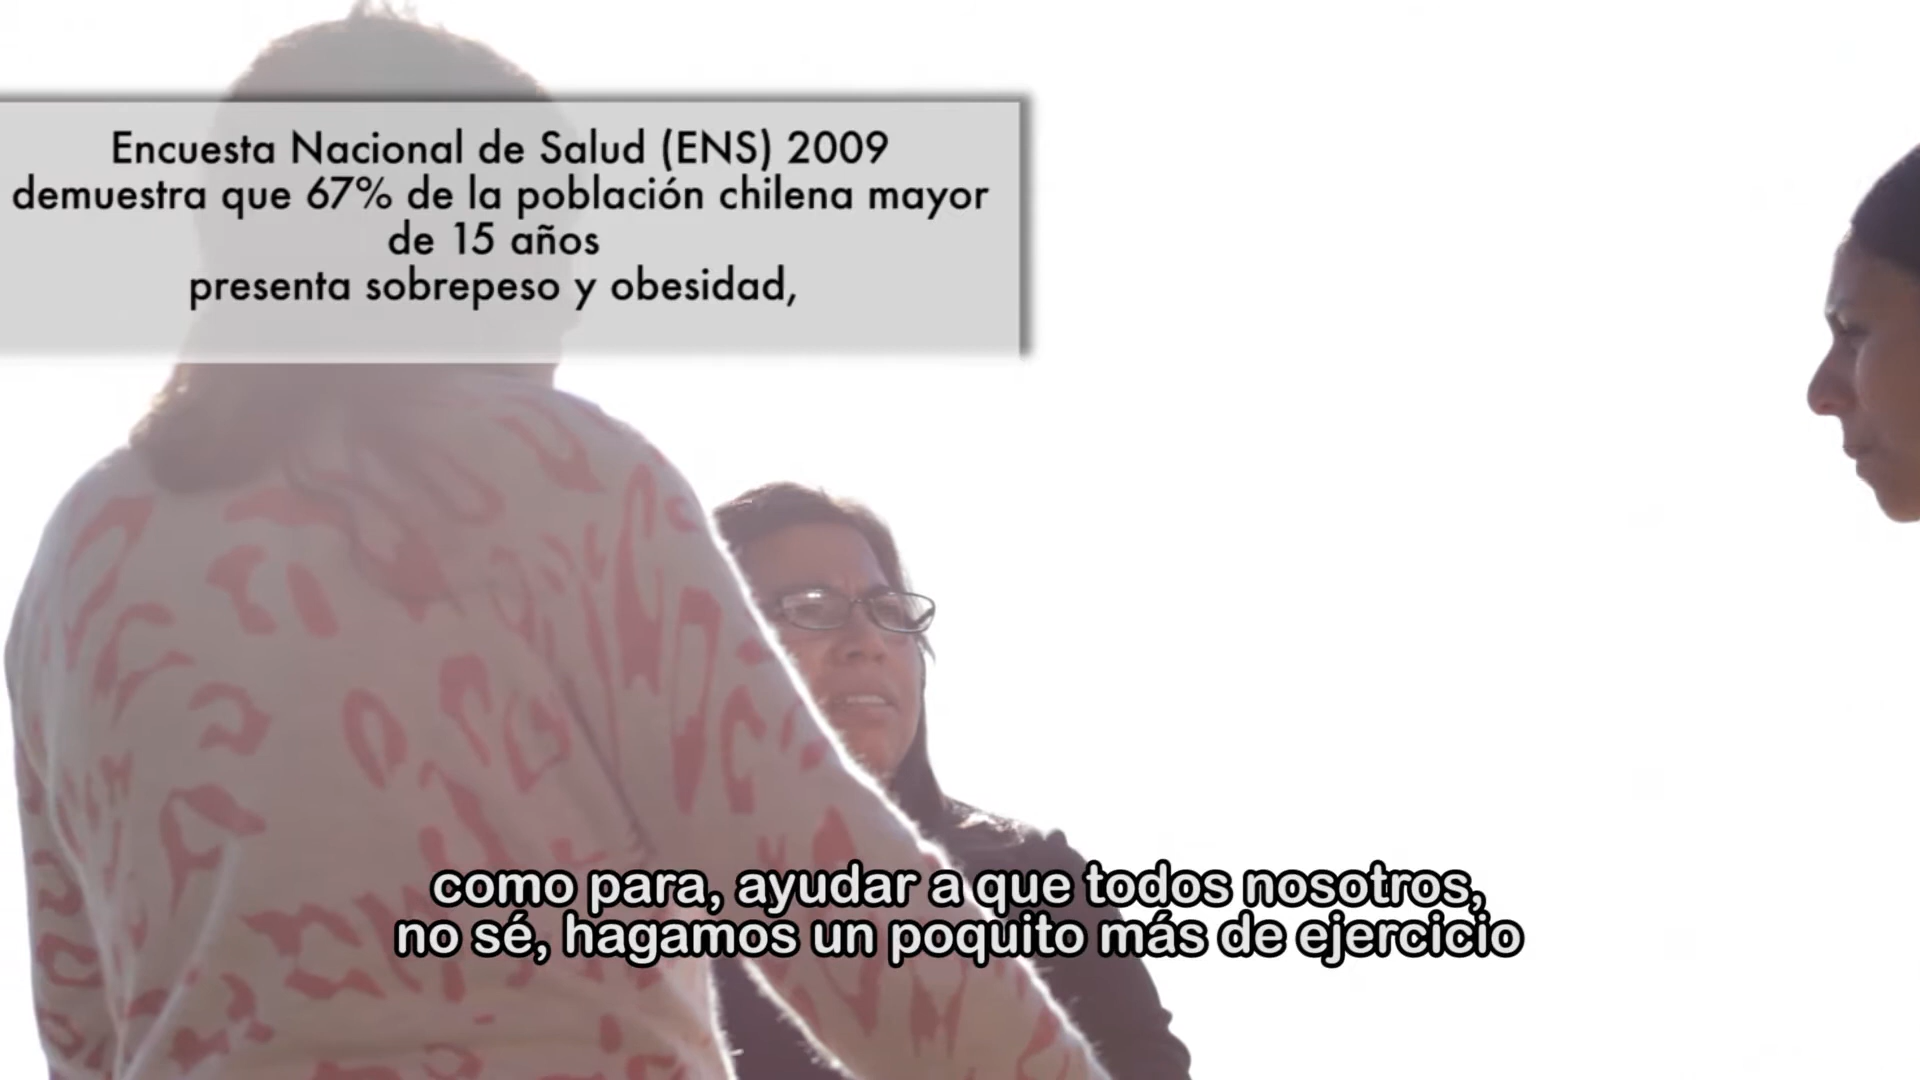 Encuesta Nacional de Salud (ENS) 2009
demuestra que 67% de la población chilena mayor
de 15 años
presenta sobrepeso y obesidad,
como para, ayudar a que todos nosotros,
no sé, hagamos un poquito más de ejercicio